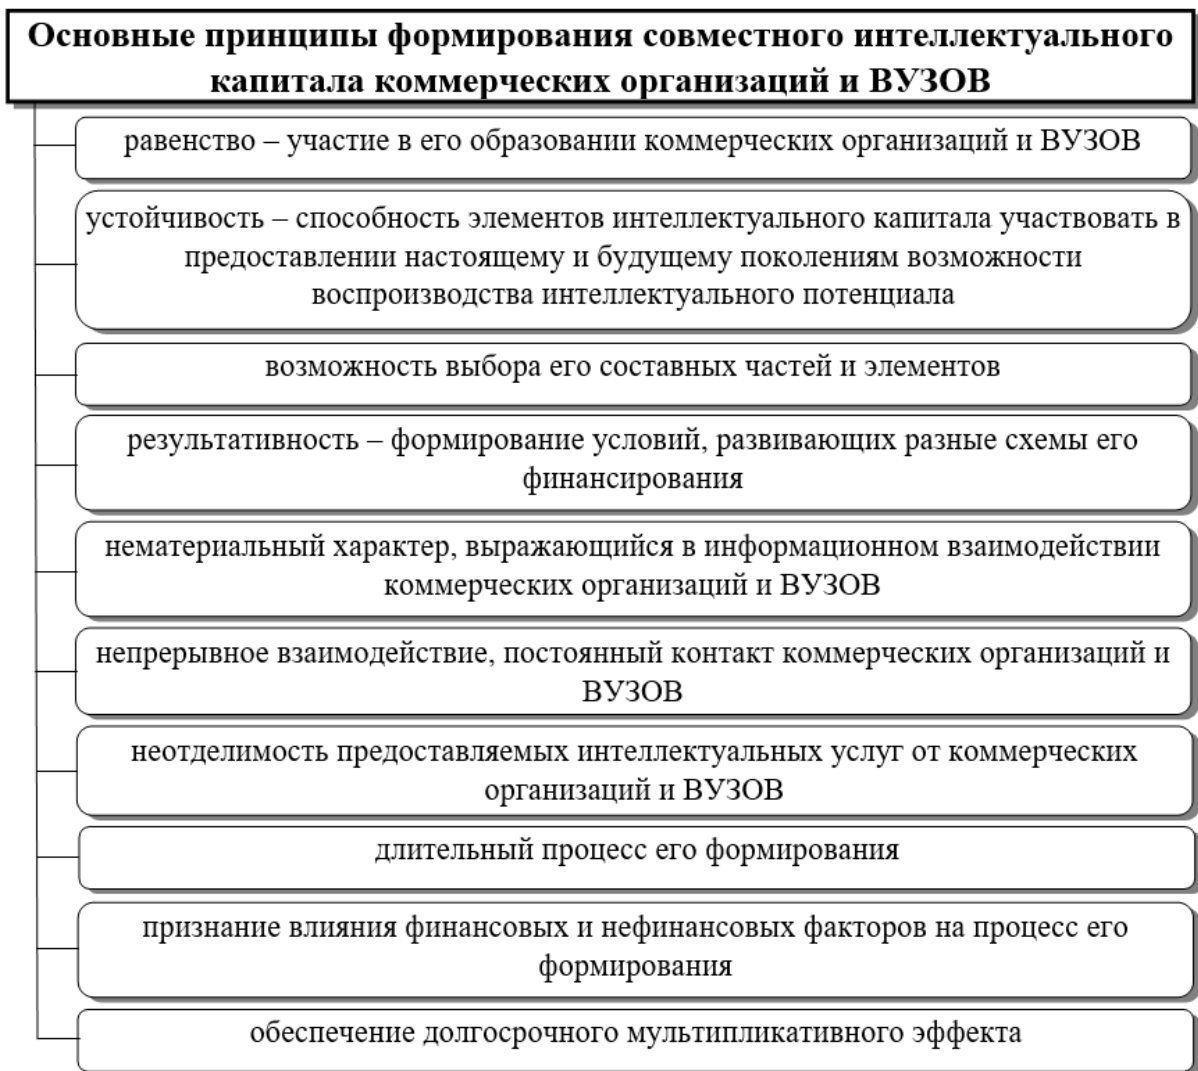 Основные принципы формирования совместного интеллектуального
капитала коммерческих организаций и ВУЗОВ
равенство – участие в его образовании коммерческих организаций и ВУЗОВ
устойчивость – способность элементов интеллектуального капитала участвовать в
предоставлении настоящему и будущему поколениям возможности
воспроизводства интеллектуального потенциала
возможность выбора его составных частей и элементов
результативность – формирование условий, развивающих разные схемы его
финансирования
нематериальный характер, выражающийся в информационном взаимодействии
коммерческих организаций и ВУЗОВ
непрерывное взаимодействие, постоянный контакт коммерческих организаций и
ВУЗОВ
неотделимость предоставляемых интеллектуальных услуг от коммерческих
организаций и ВУЗОВ
длительный процесс его формирования
признание влияния финансовых и нефинансовых факторов на процесс его
формирования
обеспечение долгосрочного мультипликативного эффекта